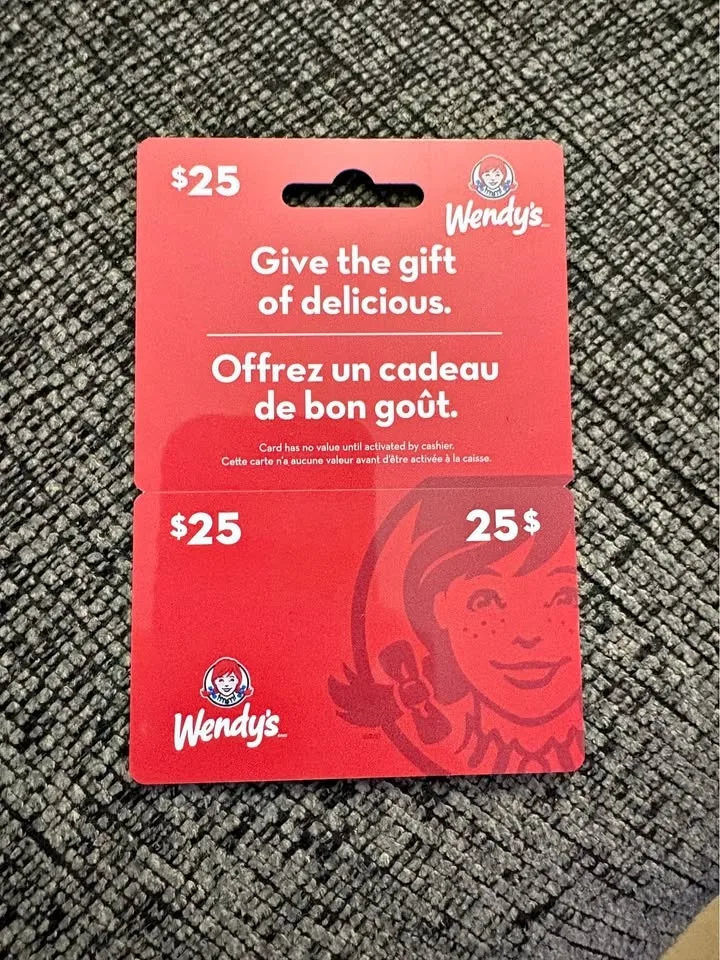 $25
Wendy's
Give the gift
of delicious.
Offrez un cadeau
de bon goût.
Card has no value until activated by cashier.
Cette carte n'a aucune valeur avant d'être activée à la caisse.
$25
25$
Wendy's